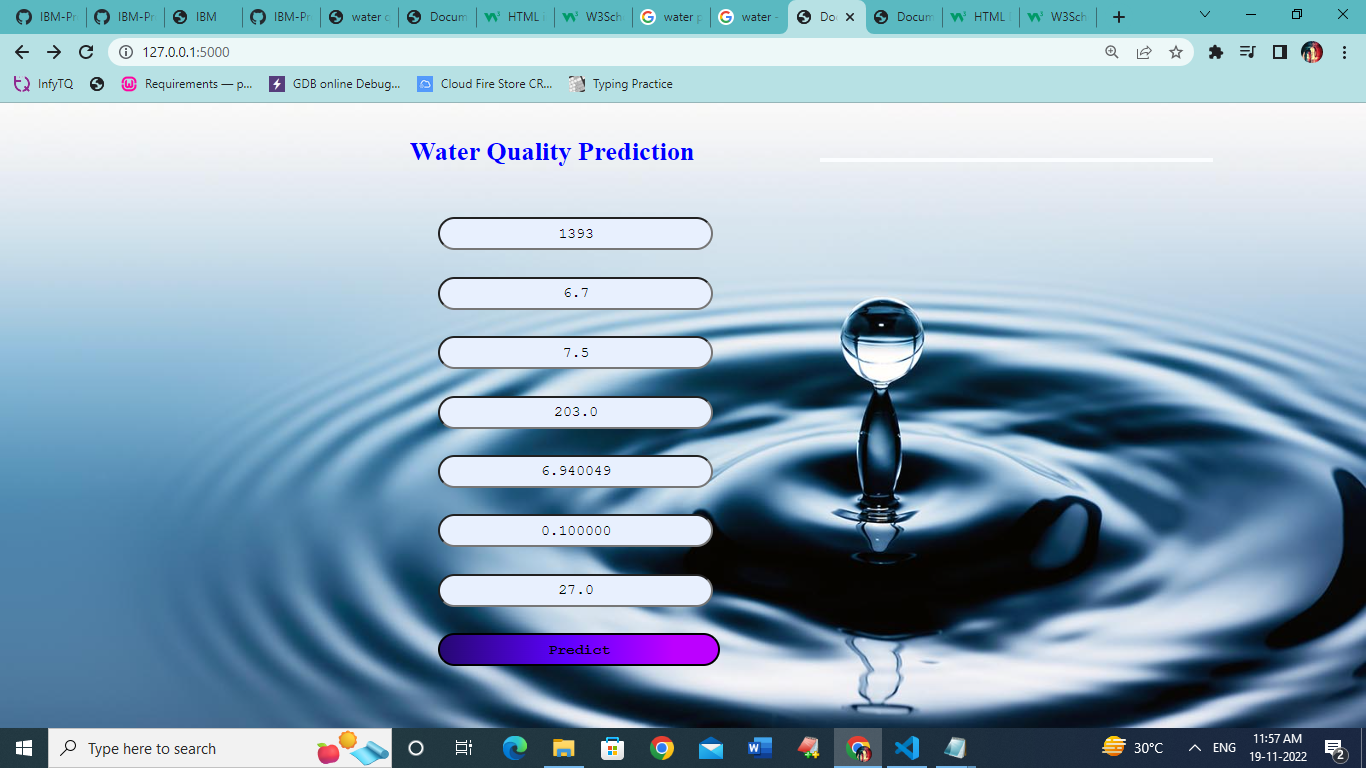 IBM-Pr IBM-Pr IBM IBM-Pr water q Docum HTML W3Sch water p water - Doc Docum HTML W3Sch
127.0.0.1:5000
InfyTQ Requirements — p... GDB online Debug... Cloud Fire Store CR... Typing Practice
Water Quality Prediction
1393
6.7
7.5
203.0
6.940049
0.100000
27.0
Predict
Type here to search 30°C ENG 11:57 AM
19-11-2022 2